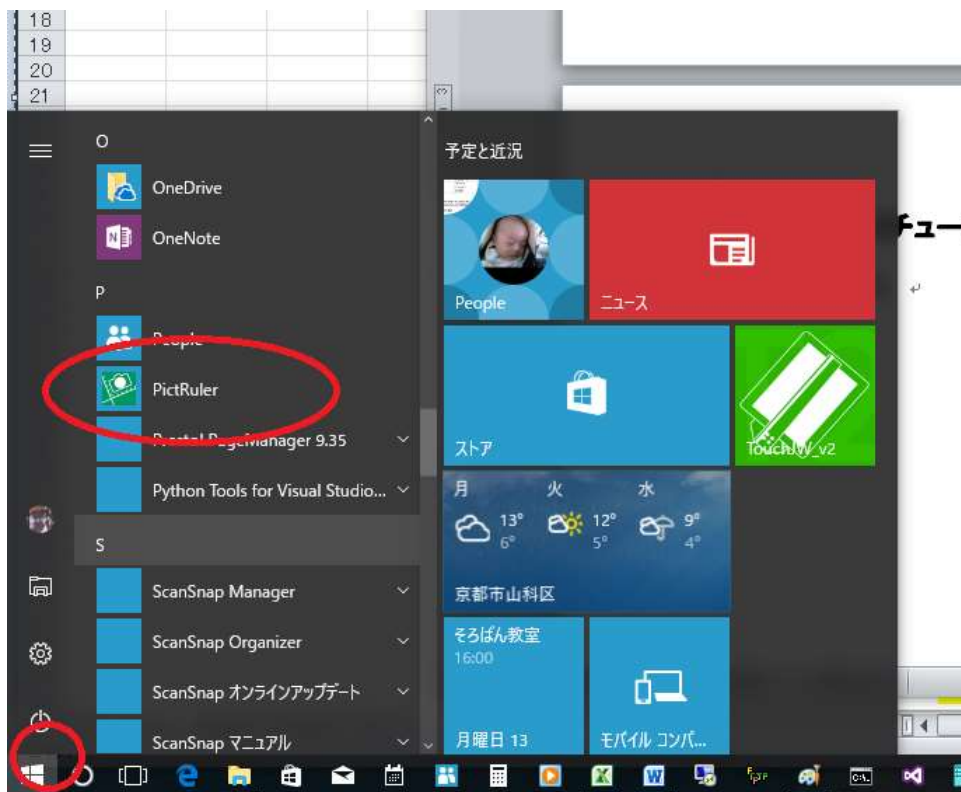 18
19
20
21
O
OneDrive
OneNote
P
People
PictRuler
Presto! PageManager 9.35
Python Tools for Visual Studio...
S
ScanSnap Manager
ScanSnap Organizer
ScanSnap オンラインアップデート
ScanSnap マニュアル
予定と近況
People
ニュース
ストア
TouchJW_v2
月 火 水
13° 12° 9°
6° 5° 4°
京都市山科区
そろばん教室
16:00
月曜日 13
モバイル コンパ...
チュー